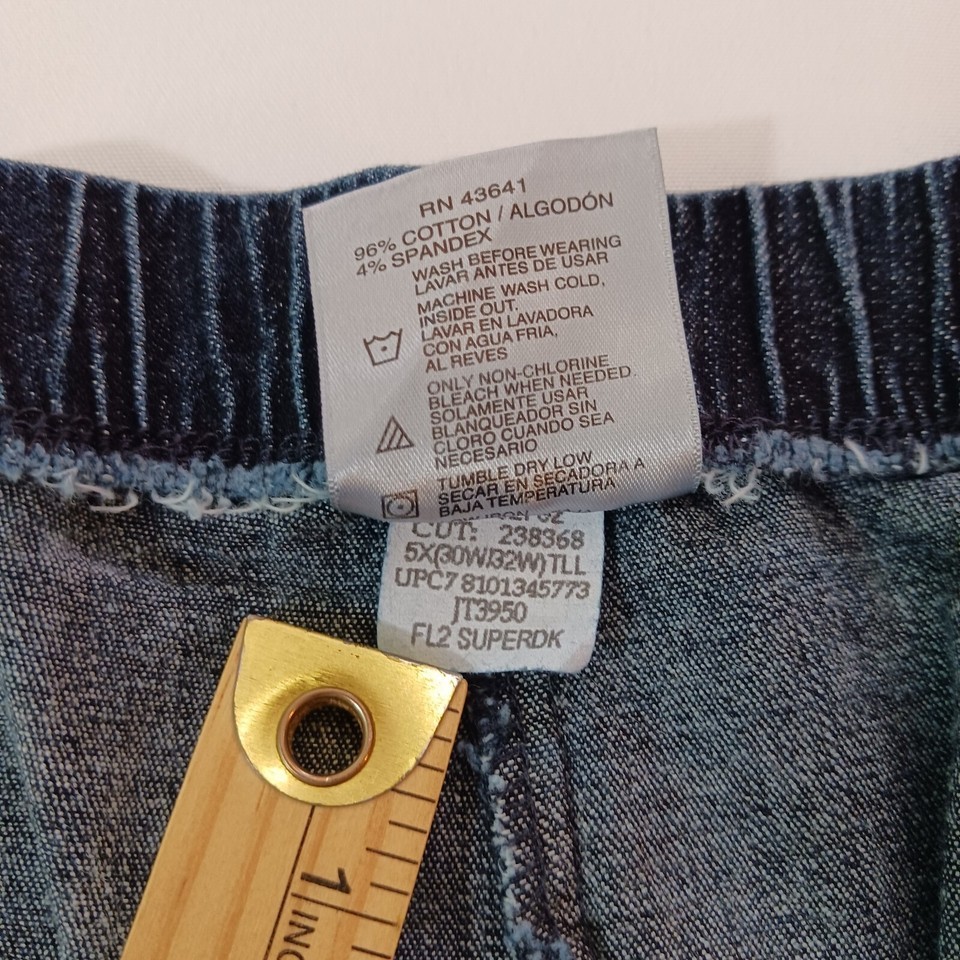 RN 43641
96% COTTON / ALGODÓN
4% SPANDEX
WASH BEFORE WEARING
LAVAR ANTES DE USAR
MACHINE WASH COLD,
INSIDE OUT.
LAVAR EN LAVADORA
CON AGUA FRIA,
AL REVES
ONLY NON-CHLORINE
BLEACH WHEN NEEDED.
SOLAMENTE USAR
BLANQUEADOR SIN
CLORO CUANDO SEA
NECESARIO
TUMBLE DRY LOW
SECAR EN SECADORA A
BAJA TEMPERATURA
CUT: 238368
5X(30W/32W)TLL
UPC7 8101345773
JT3950
FL2 SUPERDK
1 INC